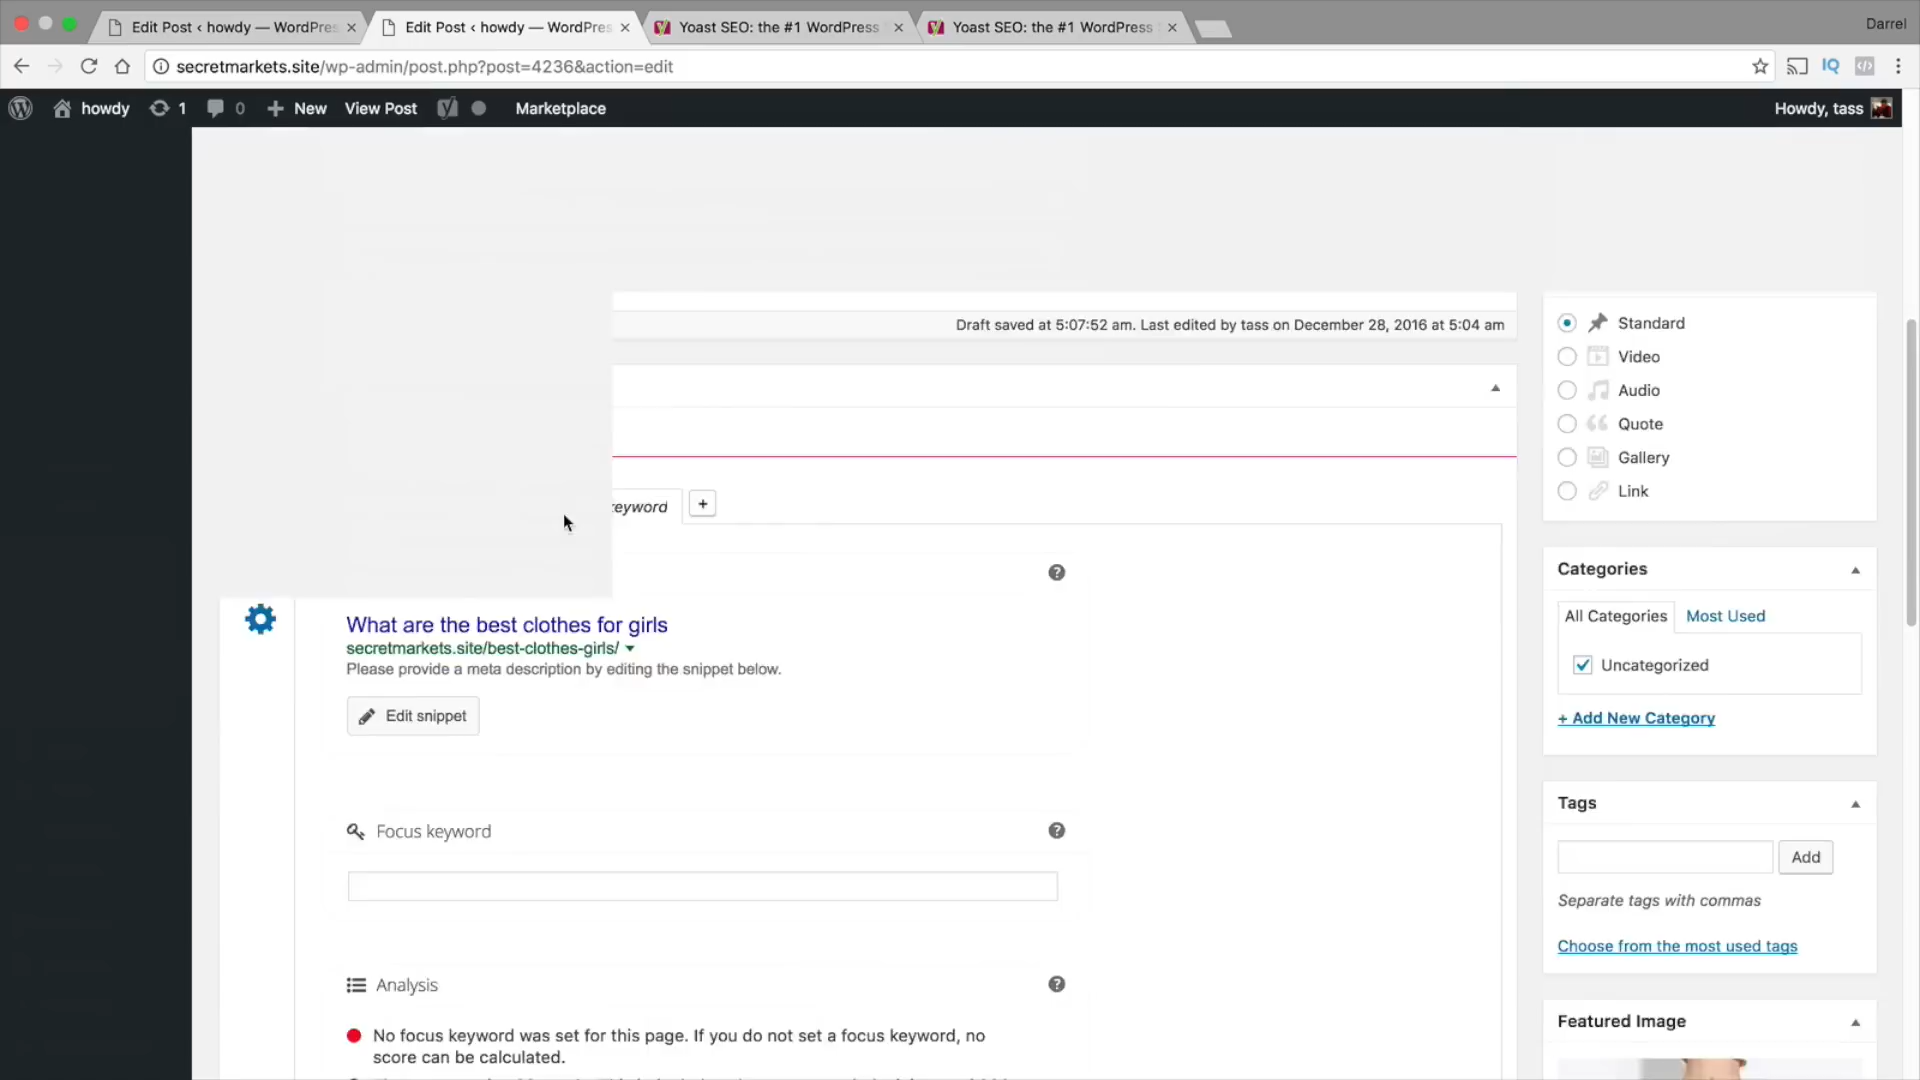 Edit Post ‹ howdy — WordPres
Edit Post ‹ howdy — WordPres
Yoast SEO: the #1 WordPress
Yoast SEO: the #1 WordPress
Darrel
secretmarkets.site/wp-admin/post.php?post=4236&action=edit
IQ
howdy
1
0
New
View Post
Marketplace
Howdy, tass
Draft saved at 5:07:52 am. Last edited by tass on December 28, 2016 at 5:04 am
Standard
Video
Audio
Quote
Gallery
Link
keyword
+
What are the best clothes for girls
secretmarkets.site/best-clothes-girls/
Please provide a meta description by editing the snippet below.
Edit snippet
Focus keyword
Analysis
No focus keyword was set for this page. If you do not set a focus keyword, no
score can be calculated.
Categories
All Categories
Most Used
Uncategorized
+ Add New Category
Tags
Add
Separate tags with commas
Choose from the most used tags
Featured Image